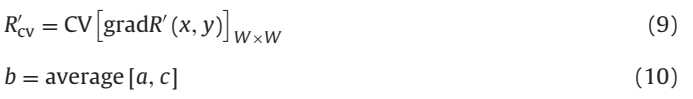 R′cv = CV[gradR′(x, y)]W×W (9)
b = average [a, c] (10)